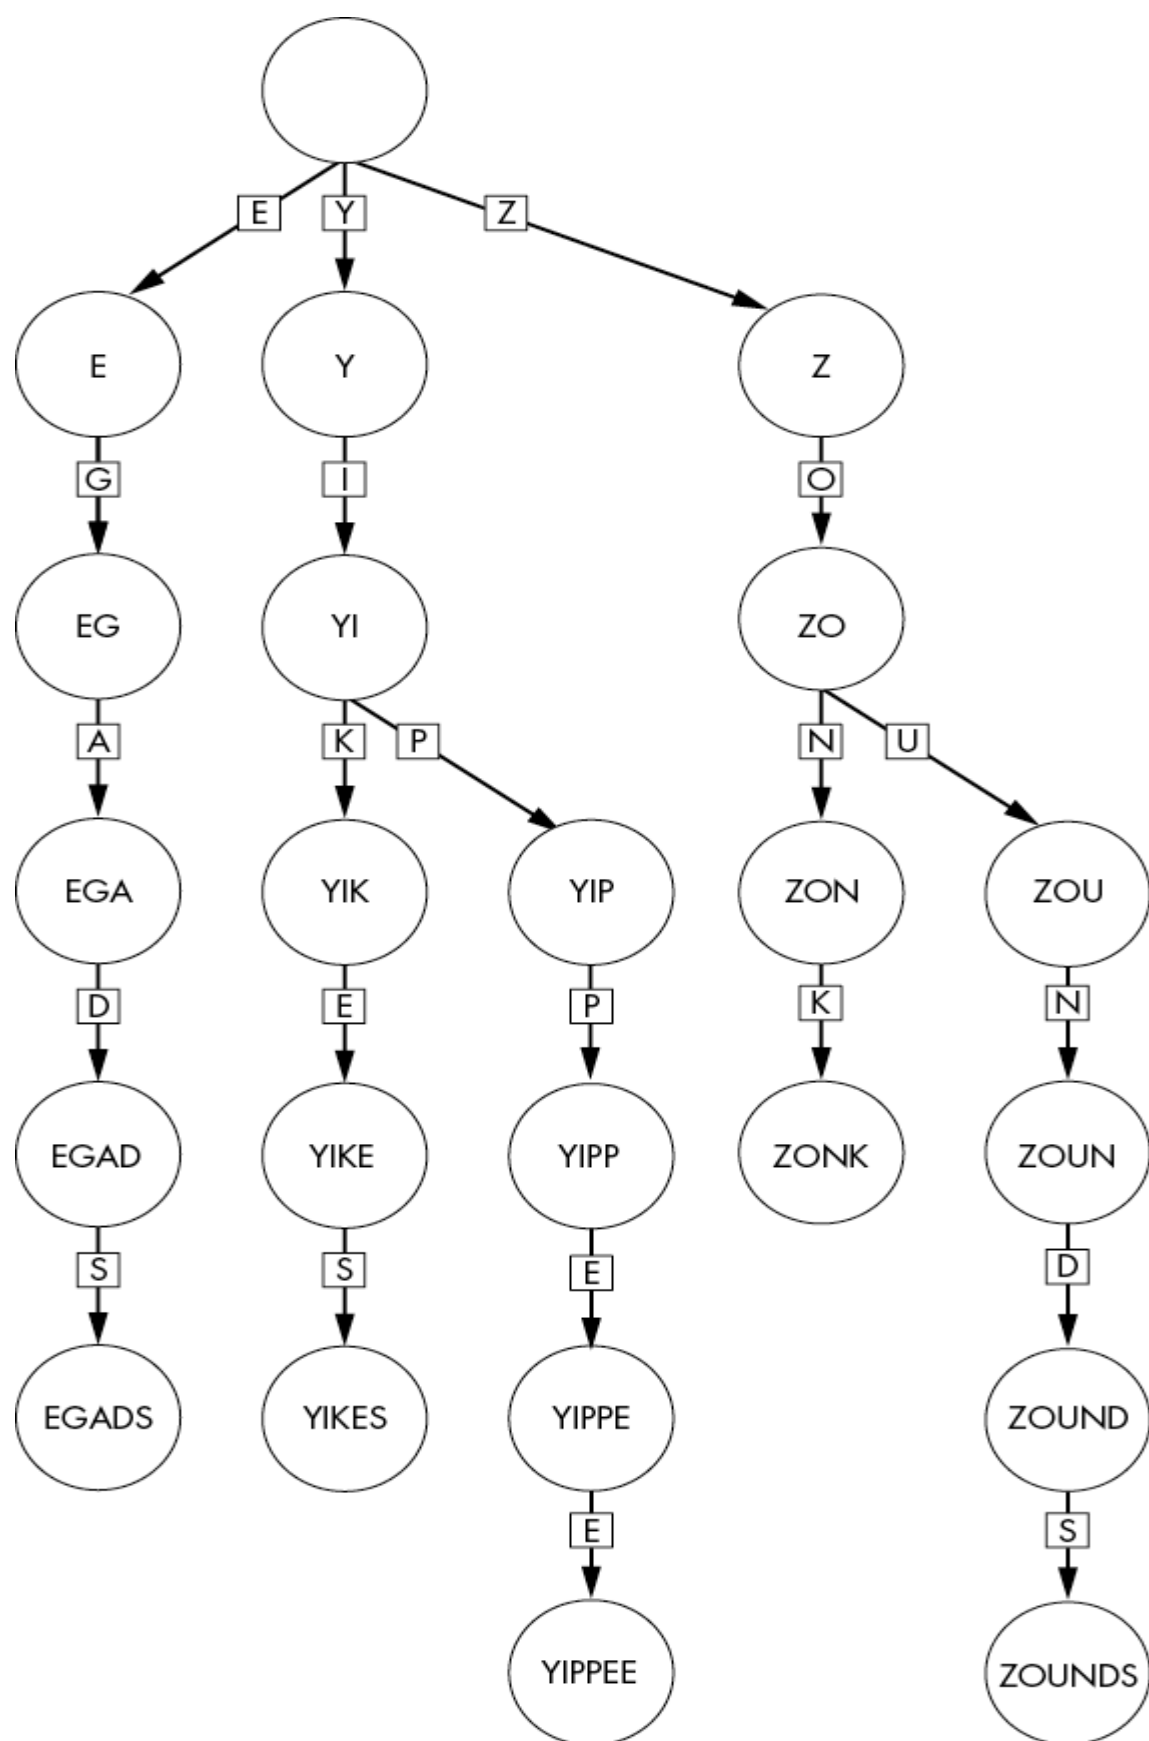 E Y Z
E Y Z
G I O
EG YI ZO
A K P N U
EGA YIK YIP ZON ZOU
D E P K N
EGAD YIKE YIPP ZONK ZOUN
S S E D
EGADS YIKES YIPPE ZOUND
E S
YIPPEE ZOUNDS